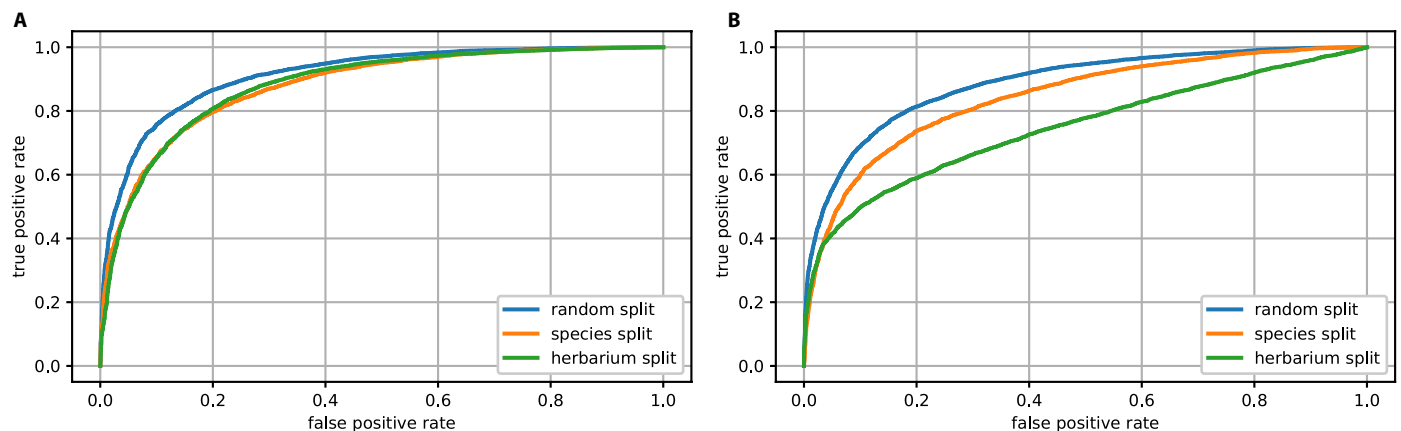 A
1.0
0.8
0.6
0.4
0.2
0.0
true positive rate
0.0 0.2 0.4 0.6 0.8 1.0
false positive rate
random split
species split
herbarium split
B
1.0
0.8
0.6
0.4
0.2
0.0
true positive rate
0.0 0.2 0.4 0.6 0.8 1.0
false positive rate
random split
species split
herbarium split